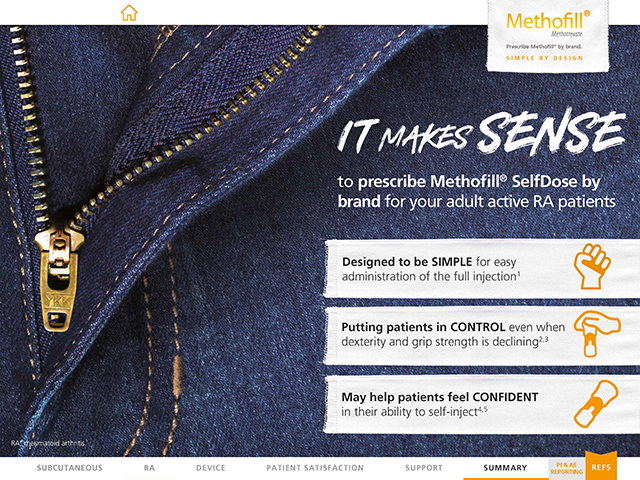 Methofill®
Methotrexate
Prescribe Methofill® by brand.
SIMPLE BY DESIGN
IT MAKES SENSE
to prescribe Methofill® SelfDose by
brand for your adult active RA patients
Designed to be SIMPLE for easy
administration of the full injection¹
Putting patients in CONTROL even when
dexterity and grip strength is declining²,³
May help patients feel CONFIDENT
in their ability to self-inject⁴,⁵
YKK
RA, rheumatoid arthritis.
SUBCUTANEOUS
RA
DEVICE
PATIENT SATISFACTION
SUPPORT
SUMMARY
PI & AE
REPORTING
REFS